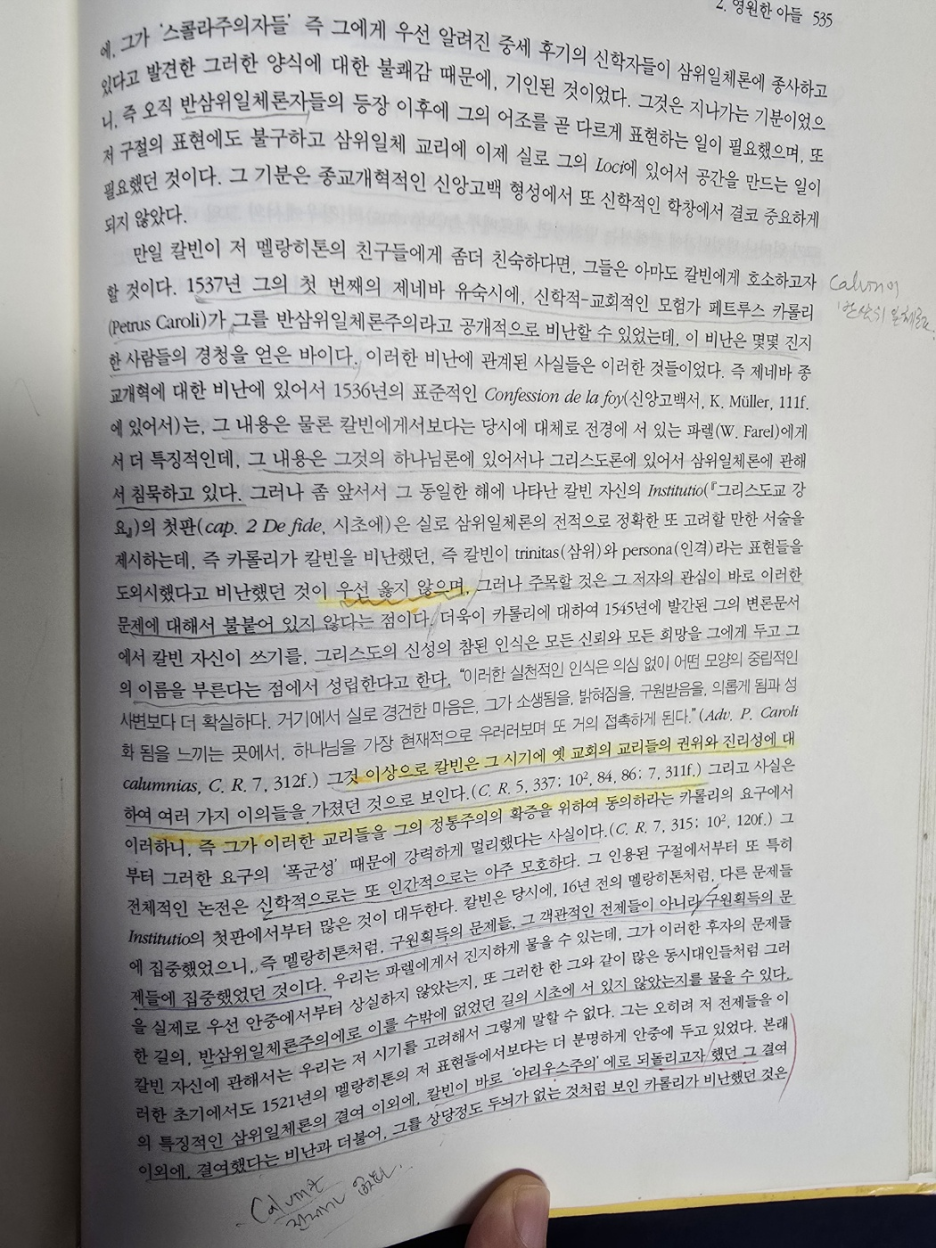 2. 영원한 아들 535
에, 그가 '스콜라주의자들' 즉 그에게 우선 알려진 중세 후기의 신학자들이 삼위일체론에 종사하고
있다고 발견한 그러한 양식에 대한 불쾌감 때문에, 기인된 것이었다. 그것은 지나가는 기분이었으
니, 즉 오직 반삼위일체론자들의 등장 이후에 그의 어조를 곧 다르게 표현하는 일이 필요했으며, 또
저 구절의 표현에도 불구하고 삼위일체 교리에 이제 실로 그의 Loci에 있어서 공간을 만드는 일이
필요했던 것이다. 그 기분은 종교개혁적인 신앙고백 형성에서 또 신학적인 학창에서 결코 중요하게
되지 않았다.
만일 칼빈이 저 멜랑히톤의 친구들에게 좀더 친숙하다면, 그들은 아마도 칼빈에게 호소하고자
할 것이다. 1537년 그의 첫 번째의 제네바 유숙시에, 신학적-교회적인 모험가 페트루스 카롤리
(Petrus Caroli)가 그를 반삼위일체론주의라고 공개적으로 비난할 수 있었는데, 이 비난은 몇몇 진지
한 사람들의 경청을 얻은 바이다. 이러한 비난에 관계된 사실들은 이러한 것들이었다. 즉 제네바 종
교개혁에 대한 비난에 있어서 1536년의 표준적인 Confession de la foy(신앙고백서, K. Müller, 111f.
에 있어서)는, 그 내용은 물론 칼빈에게서보다는 당시에 대체로 전경에 서 있는 파렐(W. Farel)에게
서 더 특징적인데, 그 내용은 그것의 하나님론에 있어서나 그리스도론에 있어서 삼위일체론에 관해
서 침묵하고 있다. 그러나 좀 앞서서 그 동일한 해에 나타난 칼빈 자신의 Institutio(『그리스도교 강
요』)의 첫판(cap. 2 De fide, 시초에)은 실로 삼위일체론의 전적으로 정확한 또 고려할 만한 서술을
제시하는데, 즉 카롤리가 칼빈을 비난했던, 즉 칼빈이 trinitas(삼위)와 persona(인격)라는 표현들을
도외시했다고 비난했던 것이 우선 옳지 않으며, 그러나 주목할 것은 그 저자의 관심이 바로 이러한
문제에 대해서 불붙어 있지 않다는 점이다. 더욱이 카롤리에 대하여 1545년에 발간된 그의 변론문서
에서 칼빈 자신이 쓰기를, 그리스도의 신성의 참된 인식은 모든 신뢰와 모든 희망을 그에게 두고 그
의 이름을 부른다는 점에서 성립한다고 한다. "이러한 실천적인 인식은 의심 없이 어떤 모양의 중립적인
사변보다 더 확실하다. 거기에서 실로 경건한 마음은, 그가 소생됨을, 밝혀짐을, 구원받음을, 의롭게 됨과 성
화 됨을 느끼는 곳에서, 하나님을 가장 현재적으로 우러러보며 또 거의 접촉하게 된다." (Adv. P. Caroli
calumnias, C. R. 7, 312f.) 그것 이상으로 칼빈은 그 시기에 옛 교회의 교리들의 권위와 진리성에 대
하여 여러 가지 이의들을 가졌던 것으로 보인다.(C. R. 5, 337: 10², 84, 86: 7, 311f.) 그리고 사실은
이러하니, 즉 그가 이러한 교리들을 그의 정통주의의 확증을 위하여 동의하라는 카롤리의 요구에서
부터 그러한 요구의 '폭군성' 때문에 강력하게 멀리했다는 사실이다.(C. R. 7, 315: 10², 120f.) 그
전체적인 논전은 신학적으로는 또 인간적으로는 아주 모호하다. 그 인용된 구절에서부터 또 특히
Institutio의 첫판에서부터 많은 것이 대두한다. 칼빈은 당시에, 16년 전의 멜랑히톤처럼, 다른 문제들
에 집중했었으니, 즉 멜랑히톤처럼, 구원획득의 문제들, 그 객관적인 전제들이 아니라 구원획득의 문
제들에 집중했었던 것이다. 우리는 파렐에게서 진지하게 물을 수 있는데, 그가 이러한 후자의 문제들
을 실제로 우선 안중에서부터 상실하지 않았는지, 또 그러한 한 그와 같이 많은 동시대인들처럼 그러
한 길의, 반삼위일체론주의에로 이를 수밖에 없었던 길의 시초에 서 있지 않았는지를 물을 수 있다.
칼빈 자신에 관해서는 우리는 저 시기를 고려해서 그렇게 말할 수 없다. 그는 오히려 저 전제들을 이
러한 초기에서도 1521년의 멜랑히톤의 저 표현들에서보다는 더 분명하게 안중에 두고 있었다. 본래
의 특징적인 삼위일체론의 결여 이외에, 칼빈이 바로 '아리우스주의'에로 되돌리고자 했던 그 결여
이외에, 결여했다는 비난과 더불어, 그를 상당정도 두뇌가 없는 것처럼 보인 카롤리가 비난했던 것은
Calvin이